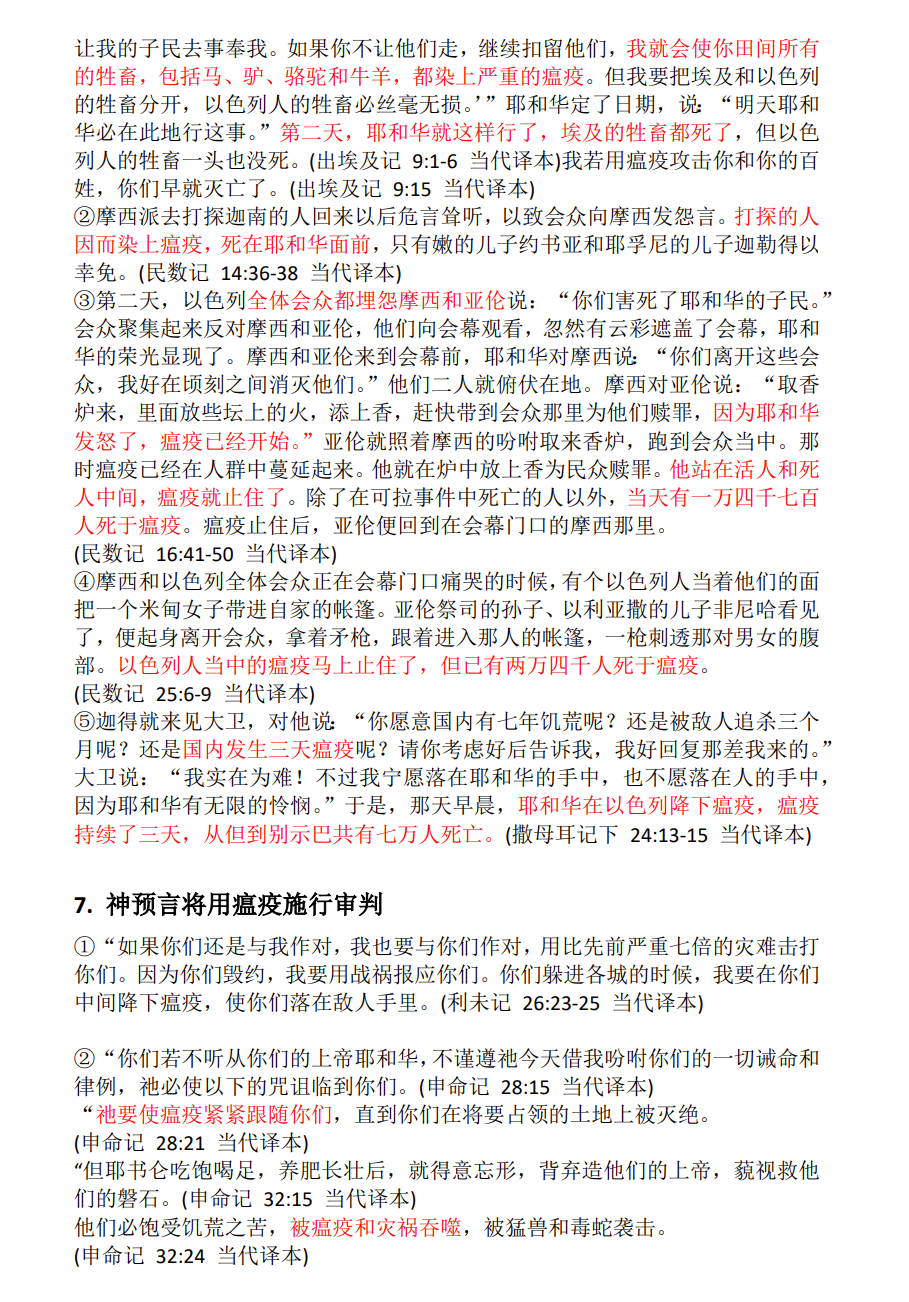 让我的子民去事奉我。如果你不让他们走，继续扣留他们，我就会使你田间所有
的牲畜，包括马、驴、骆驼和牛羊，都染上严重的瘟疫。但我要把埃及和以色列
的牲畜分开，以色列人的牲畜必丝毫无损。’”耶和华定了日期，说：“明天耶和
华必在此地行这事。”第二天，耶和华就这样行了，埃及的牲畜都死了，但以色
列人的牲畜一头也没死。(出埃及记 9:1-6 当代译本)我若用瘟疫攻击你和你的百
姓，你们早就灭亡了。(出埃及记 9:15 当代译本)
②摩西派去打探迦南的人回来以后危言耸听，以致会众向摩西发怨言。打探的人
因而染上瘟疫，死在耶和华面前，只有嫩的儿子约书亚和耶孚尼的儿子迦勒得以
幸免。(民数记 14:36-38 当代译本)
③第二天，以色列全体会众都埋怨摩西和亚伦说：“你们害死了耶和华的子民。”
会众聚集起来反对摩西和亚伦，他们向会幕观看，忽然有云彩遮盖了会幕，耶和
华的荣光显现了。摩西和亚伦来到会幕前，耶和华对摩西说：“你们离开这些会
众，我好在顷刻之间消灭他们。”他们二人就俯伏在地。摩西对亚伦说：“取香
炉来，里面放些坛上的火，添上香，赶快带到会众那里为他们赎罪，因为耶和华
发怒了，瘟疫已经开始。”亚伦就照着摩西的吩咐取来香炉，跑到会众当中。那
时瘟疫已经在人群中蔓延起来。他就在炉中放上香为民众赎罪。他站在活人和死
人中间，瘟疫就止住了。除了在可拉事件中死亡的人以外，当天有一万四千七百
人死于瘟疫。瘟疫止住后，亚伦便回到在会幕门口的摩西那里。
(民数记 16:41-50 当代译本)
④摩西和以色列全体会众正在会幕门口痛哭的时候，有个以色列人当着他们的面
把一个米甸女子带进自家的帐篷。亚伦祭司的孙子、以利亚撒的儿子非尼哈看见
了，便起身离开会众，拿着矛枪，跟着进入那人的帐篷，一枪刺透那对男女的腹
部。以色列人当中的瘟疫马上止住了，但已有两万四千人死于瘟疫。
(民数记 25:6-9 当代译本)
⑤迦得就来见大卫，对他说：“你愿意国内有七年饥荒呢？还是被敌人追杀三个
月呢？还是国内发生三天瘟疫呢？请你考虑好后告诉我，我好回复那差我来的。”
大卫说：“我实在为难！不过我宁愿落在耶和华的手中，也不愿落在人的手中，
因为耶和华有无限的怜悯。”于是，那天早晨，耶和华在以色列降下瘟疫，瘟疫
持续了三天，从但到别示巴共有七万人死亡。(撒母耳记下 24:13-15 当代译本)
7. 神预言将用瘟疫施行审判
①“如果你们还是与我作对，我也要与你们作对，用比先前严重七倍的灾难击打
你们。因为你们毁约，我要用战祸报应你们。你们躲进各城的时候，我要在你们
中间降下瘟疫，使你们落在敌人手里。(利未记 26:23-25 当代译本)
②“你们若不听从你们的上帝耶和华，不谨遵祂今天借我吩咐你们的一切诫命和
律例，祂必使以下的咒诅临到你们。(申命记 28:15 当代译本)
“祂要使瘟疫紧紧跟随你们，直到你们在将要占领的土地上被灭绝。
(申命记 28:21 当代译本)
“但耶书仑吃饱喝足，养肥长壮后，就得意忘形，背弃造他们的上帝，藐视救他
们的磐石。(申命记 32:15 当代译本)
他们必饱受饥荒之苦，被瘟疫和灾祸吞噬，被猛兽和毒蛇袭击。
(申命记 32:24 当代译本)